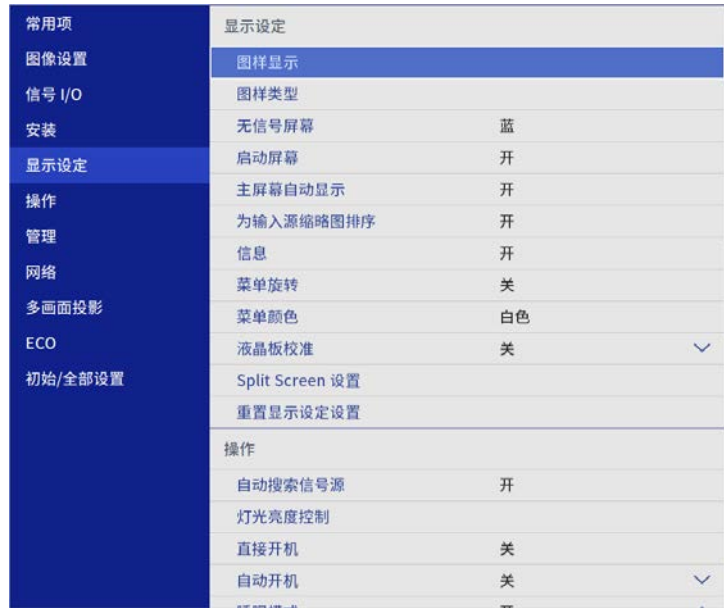 常用项
图像设置
信号 I/O
安装
显示设定
操作
管理
网络
多画面投影
ECO
初始/全部设置
显示设定
图样显示
图样类型
无信号屏幕 蓝
启动屏幕 开
主屏幕自动显示 开
为输入源缩略图排序 开
信息 开
菜单旋转 关
菜单颜色 白色
液晶板校准 关
Split Screen 设置
重置显示设定设置
操作
自动搜索信号源 开
灯光亮度控制
直接开机 关
自动开机 关